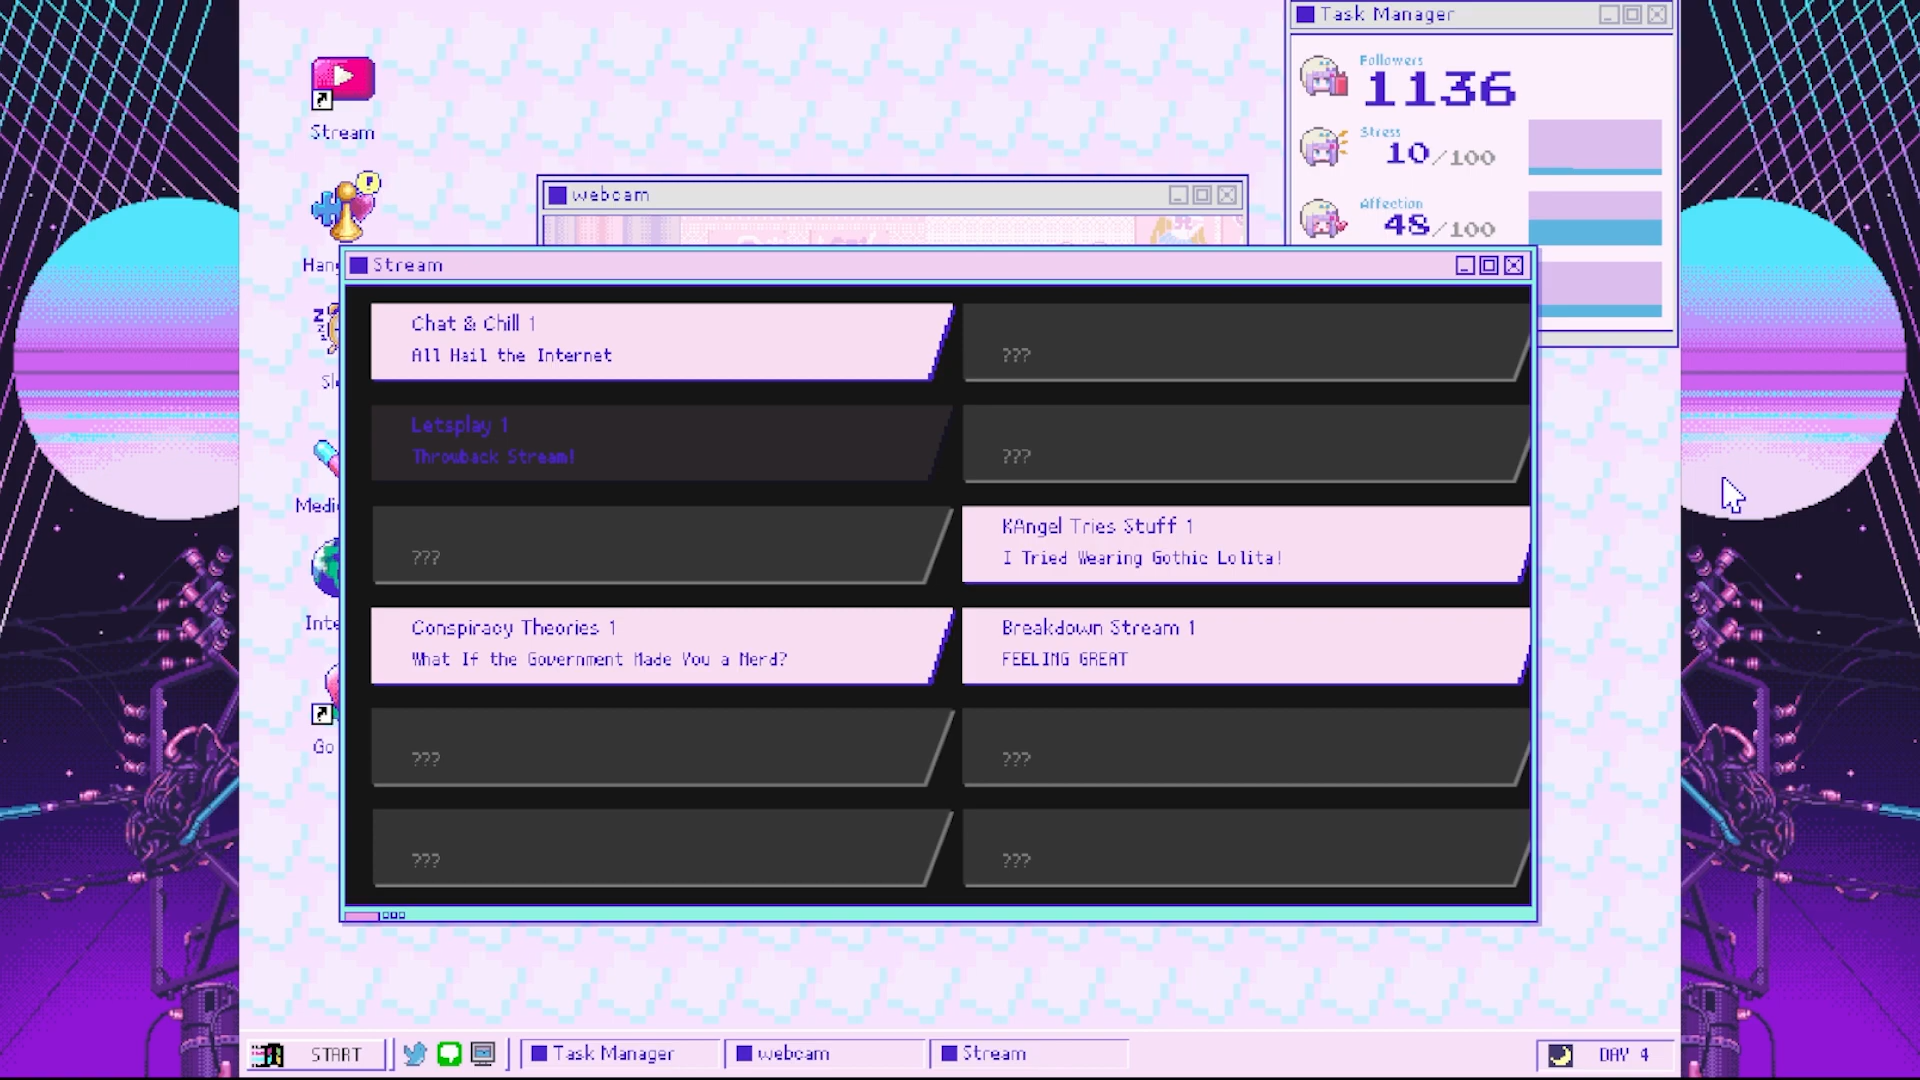 Task Manager
Followers
1136
Stress
10/100
Affection
48/100
Stream
webcam
Stream
Chat & Chill 1
All Hail the Internet
???
Letsplay 1
Throwback Stream!
???
???
KAngel Tries Stuff 1
I Tried Wearing Gothic Lolita!
Conspiracy Theories 1
What If the Government Made You a Nerd?
Breakdown Stream 1
FEELING GREAT
???
???
???
???
Go
START
Task Manager
webcam
Stream
DAY 4